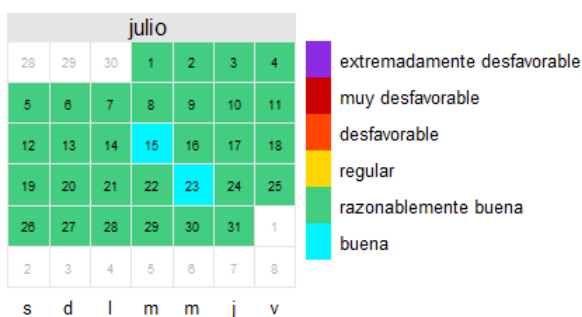 julio
28 29 30 1 2 3 4
5 6 7 8 9 10 11
12 13 14 15 16 17 18
19 20 21 22 23 24 25
26 27 28 29 30 31 1
2 3 4 5 6 7 8
s d l m m j v
extremadamente desfavorable
muy desfavorable
desfavorable
regular
razonablemente buena
buena